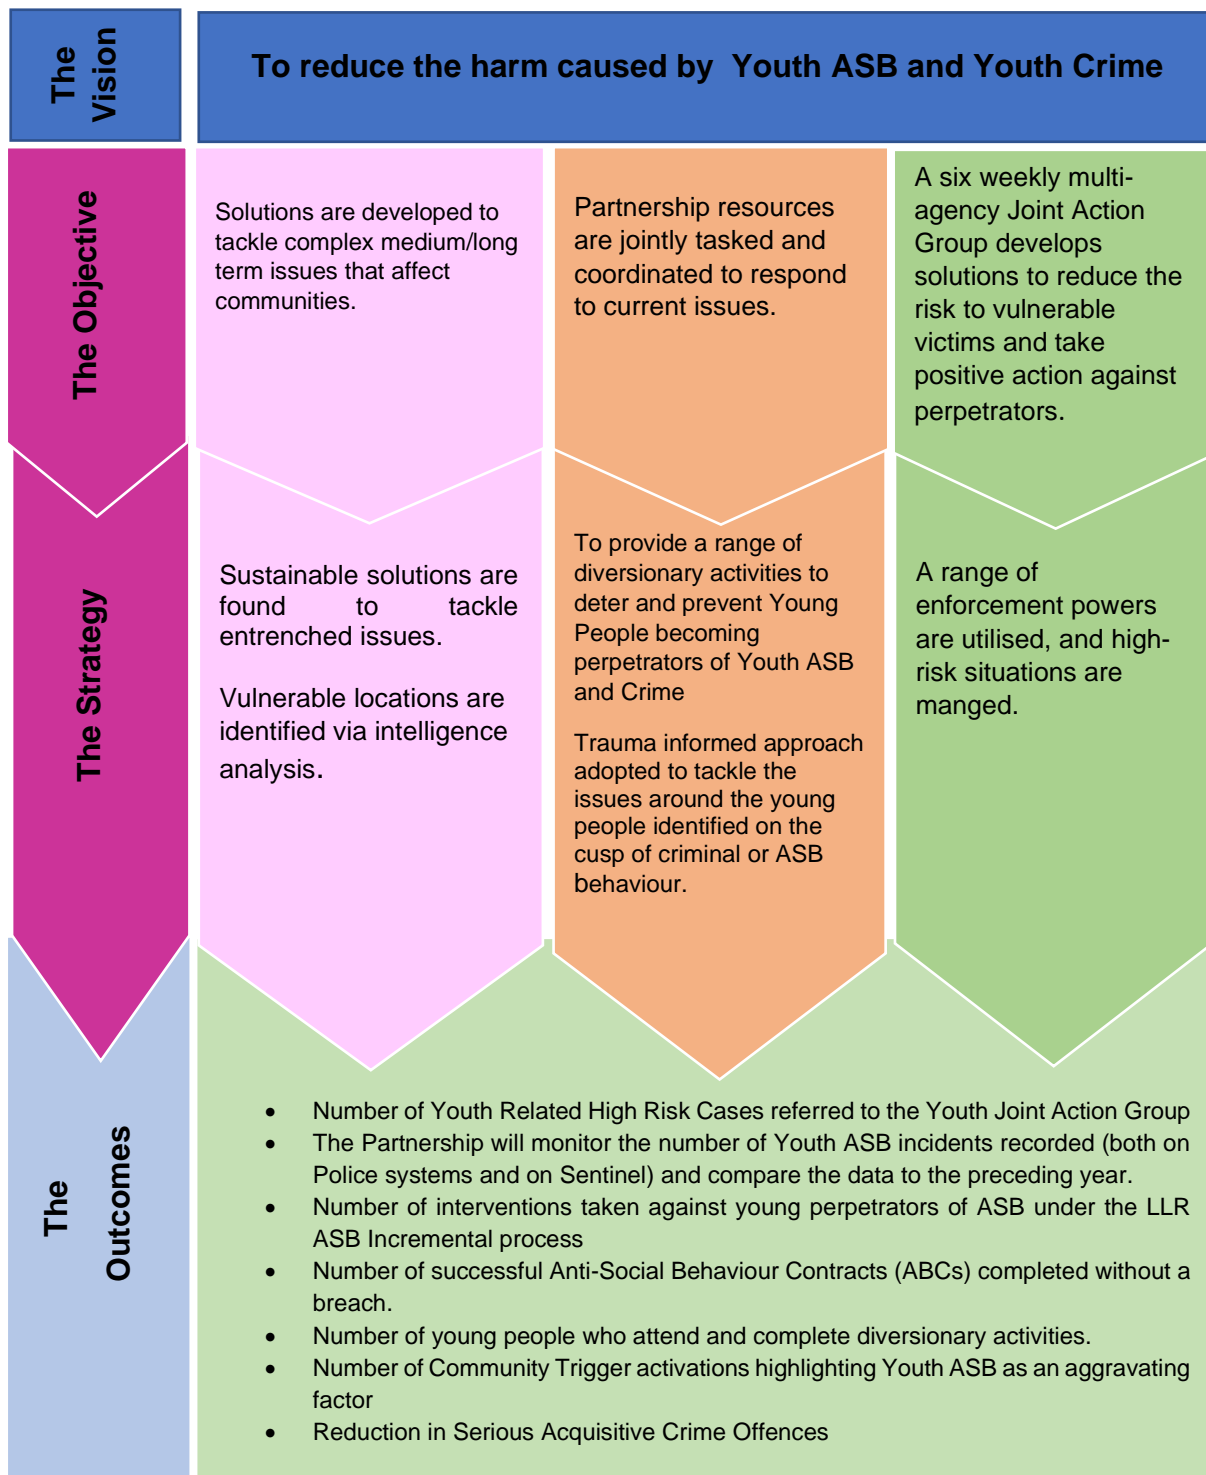 The
Vision
To reduce the harm caused by Youth ASB and Youth Crime
The Objective
Solutions are developed to
tackle complex medium/long
term issues that affect
communities.
Partnership resources
are jointly tasked and
coordinated to respond
to current issues.
A six weekly multi-
agency Joint Action
Group develops
solutions to reduce the
risk to vulnerable
victims and take
positive action against
perpetrators.
The Strategy
Sustainable solutions are
found to tackle
entrenched issues.
Vulnerable locations are
identified via intelligence
analysis.
To provide a range of
diversionary activities to
deter and prevent Young
People becoming
perpetrators of Youth ASB
and Crime
Trauma informed approach
adopted to tackle the
issues around the young
people identified on the
cusp of criminal or ASB
behaviour.
A range of
enforcement powers
are utilised, and high-
risk situations are
manged.
The
Outcomes
• Number of Youth Related High Risk Cases referred to the Youth Joint Action Group
• The Partnership will monitor the number of Youth ASB incidents recorded (both on
Police systems and on Sentinel) and compare the data to the preceding year.
• Number of interventions taken against young perpetrators of ASB under the LLR
ASB Incremental process
• Number of successful Anti-Social Behaviour Contracts (ABCs) completed without a
breach.
• Number of young people who attend and complete diversionary activities.
• Number of Community Trigger activations highlighting Youth ASB as an aggravating
factor
• Reduction in Serious Acquisitive Crime Offences